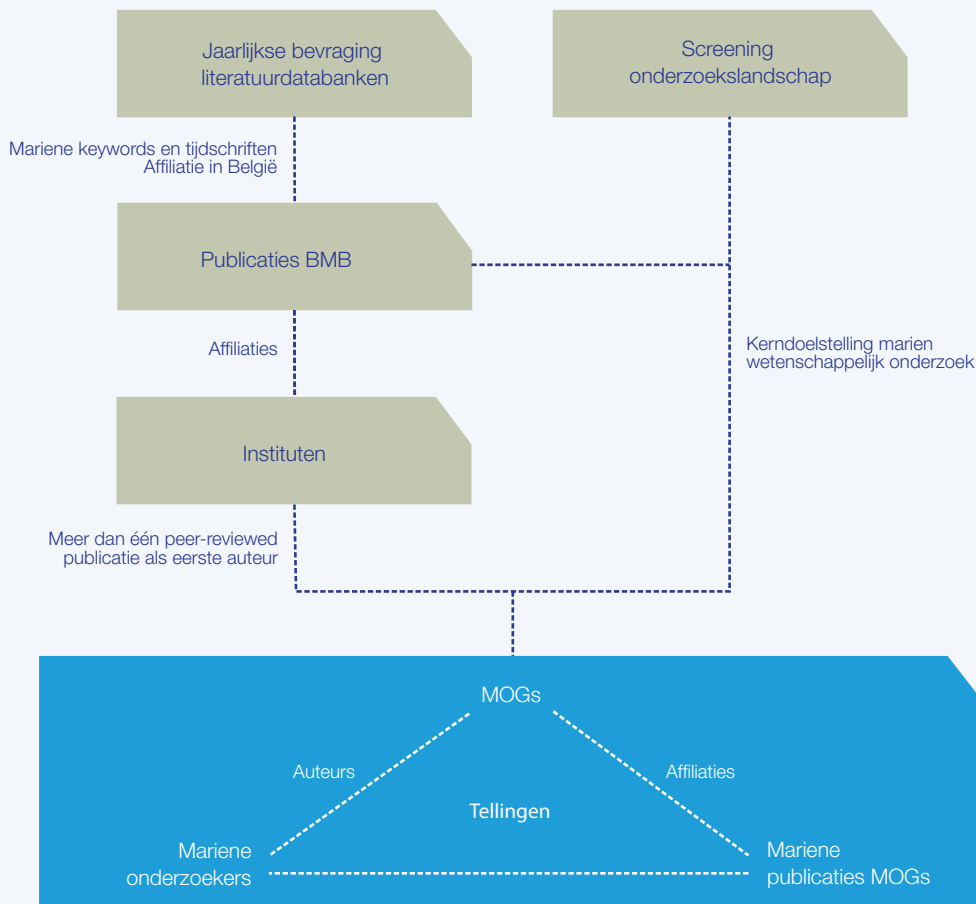 Jaarlijkse bevraging
literatuurdatabanken
Screening
onderzoekslandschap
Mariene keywords en tijdschriften
Affiliatie in België
Publicaties BMB
Affiliaties
Kerndoelstelling marien
wetenschappelijk onderzoek
Instituten
Meer dan één peer-reviewed
publicatie als eerste auteur
MOGs
Auteurs
Affiliaties
Tellingen
Mariene
onderzoekers
Mariene
publicaties MOGs